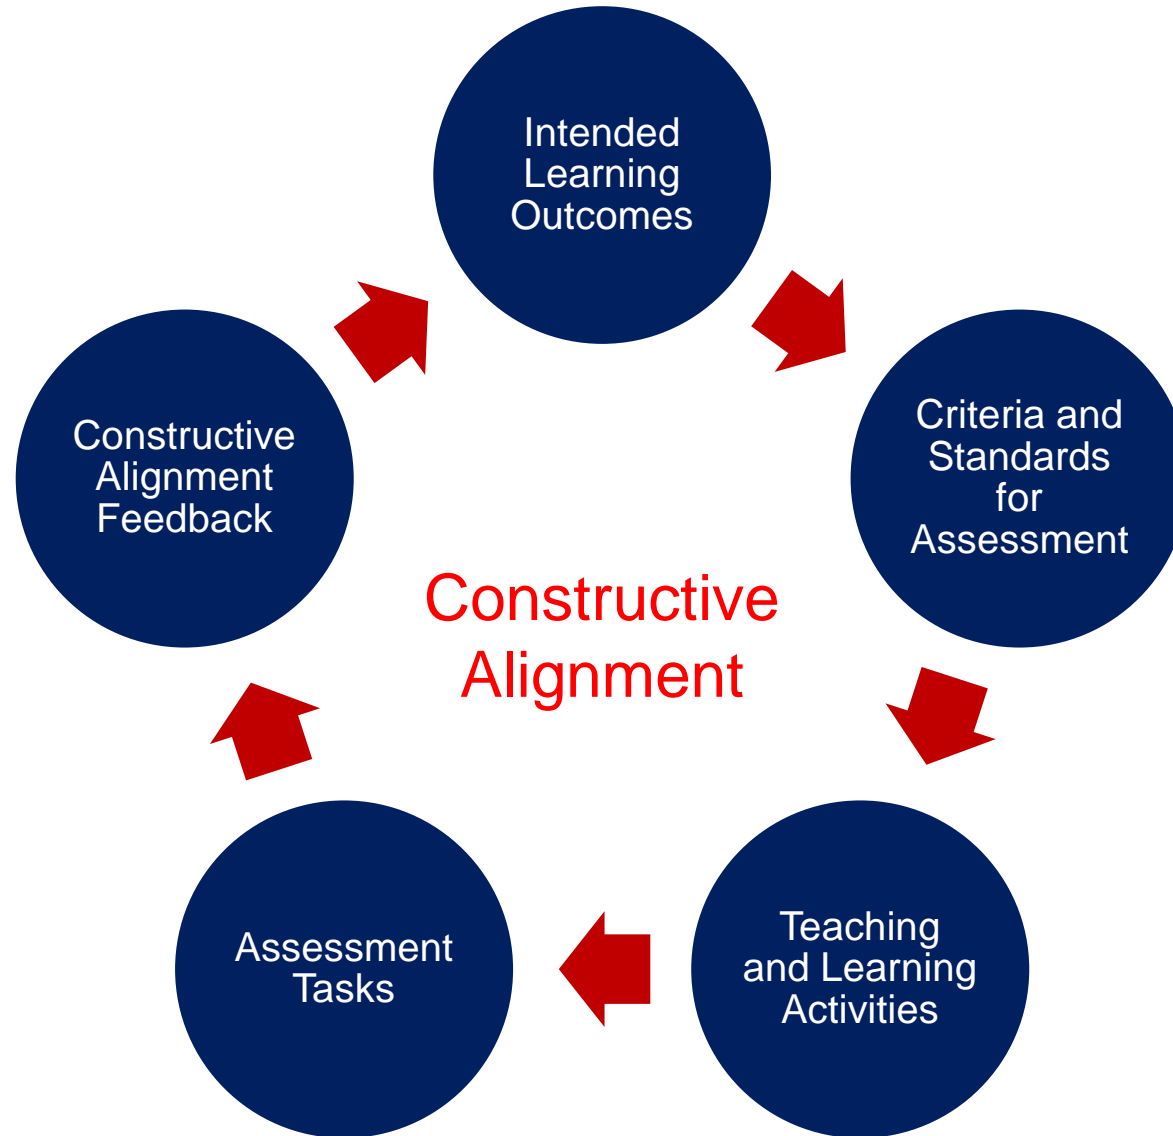 Intended
Learning
Outcomes
Criteria and
Standards
for
Assessment
Teaching
and Learning
Activities
Assessment
Tasks
Constructive
Alignment
Feedback
Constructive
Alignment